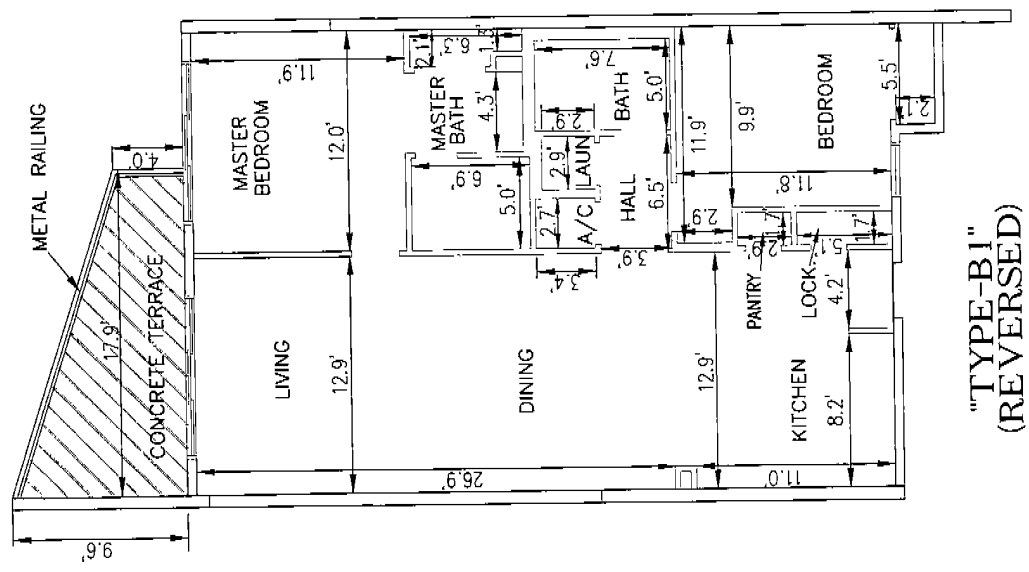 METAL RAILING
4.0'
17.9'
CONCRETE TERRACE
9.6'
MASTER
BEDROOM
11.9'
12.0'
2.1'
6.3'
MASTER
BATH
4.3'
6.9'
5.0'
7.6'
BATH
5.0'
2.9'
LAUN
2.9'
A/C
2.7'
3.4'
HALL
6.5'
3.9'
LIVING
12.9'
DINING
26.9'
12.9'
11.9'
9.9'
BEDROOM
11.8'
5.5'
2.9'
PANTRY
2.9'
LOCK.
5.1'
1.7'
4.2'
KITCHEN
8.2'
11.0'
"TYPE-B1"
(REVERSED)